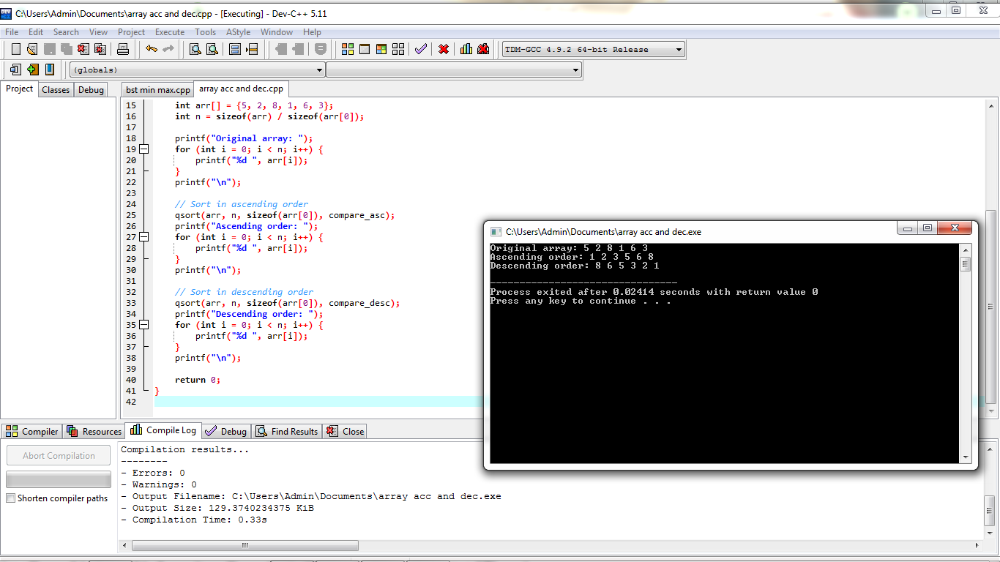 C:\Users\Admin\Documents\array acc and dec.cpp - [Executing] - Dev-C++ 5.11
File Edit Search View Project Execute Tools AStyle Window Help
TDM-GCC 4.9.2 64-bit Release
(globals)
Project Classes Debug
bst min max.cpp array acc and dec.cpp
15 int arr[] = {5, 2, 8, 1, 6, 3};
16 int n = sizeof(arr) / sizeof(arr[0]);
17
18 printf("Original array: ");
19 for (int i = 0; i < n; i++) {
20 printf("%d ", arr[i]);
21 }
22 printf("\n");
23
24 // Sort in ascending order
25 qsort(arr, n, sizeof(arr[0]), compare_asc);
26 printf("Ascending order: ");
27 for (int i = 0; i < n; i++) {
28 printf("%d ", arr[i]);
29 }
30 printf("\n");
31
32 // Sort in descending order
33 qsort(arr, n, sizeof(arr[0]), compare_desc);
34 printf("Descending order: ");
35 for (int i = 0; i < n; i++) {
36 printf("%d ", arr[i]);
37 }
38 printf("\n");
39
40 return 0;
41 }
42
C:\Users\Admin\Documents\array acc and dec.exe
Original array: 5 2 8 1 6 3
Ascending order: 1 2 3 5 6 8
Descending order: 8 6 5 3 2 1
--------------------------------
Process exited after 0.02414 seconds with return value 0
Press any key to continue . . .
Compiler Resources Compile Log Debug Find Results Close
Abort Compilation
Shorten compiler paths
Compilation results...
--------
- Errors: 0
- Warnings: 0
- Output Filename: C:\Users\Admin\Documents\array acc and dec.exe
- Output Size: 129.3740234375 KiB
- Compilation Time: 0.33s